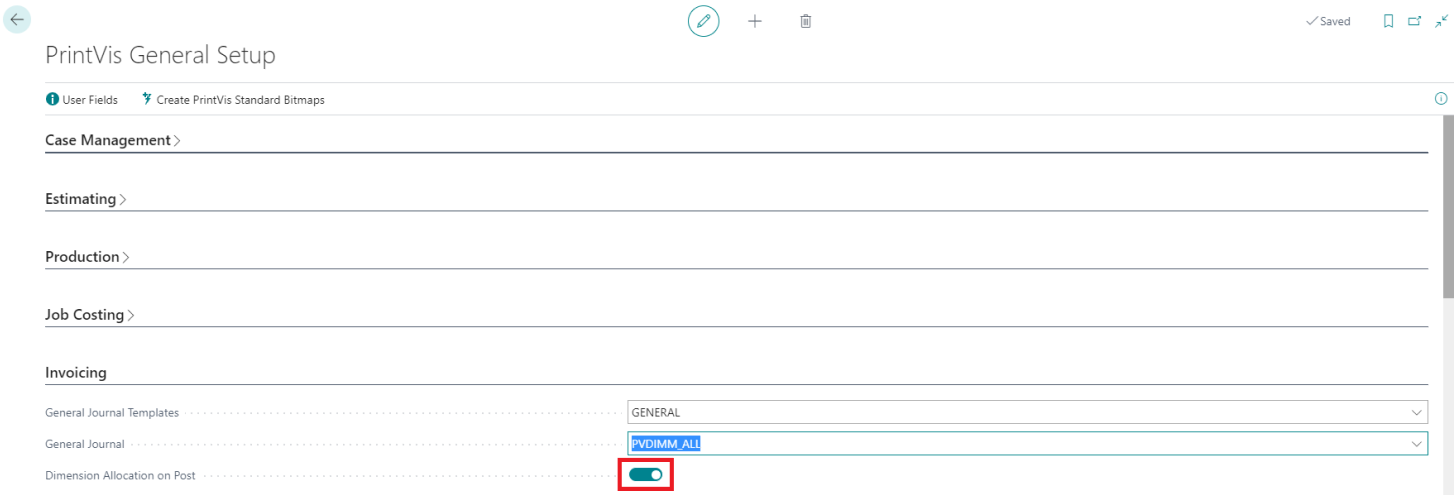 Saved
PrintVis General Setup
User Fields Create PrintVis Standard Bitmaps
Case Management
Estimating
Production
Job Costing
Invoicing
General Journal Templates GENERAL
General Journal PVDIMM_ALL
Dimension Allocation on Post